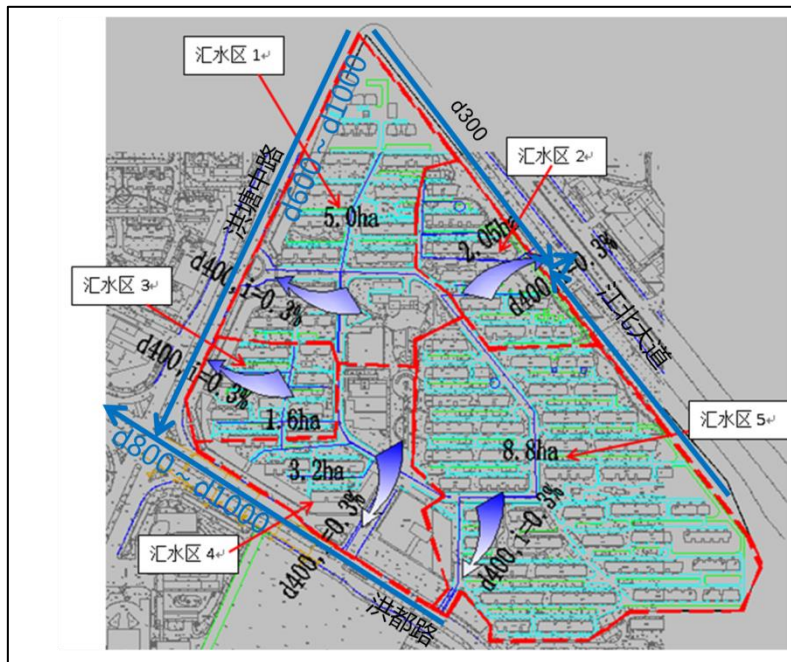 汇水区 1
d600~d1000
洪塘中路
d300
汇水区 2
5.0ha
2.05ha
d400,i=0.3%
d400,i=0.3%
江北大道
汇水区 3
d400,i=0.3%
1.6ha
汇水区 5
8.8ha
3.2ha
d800~d1000
d400,i=0.3%
d400,i=0.3%
汇水区 4
洪都路